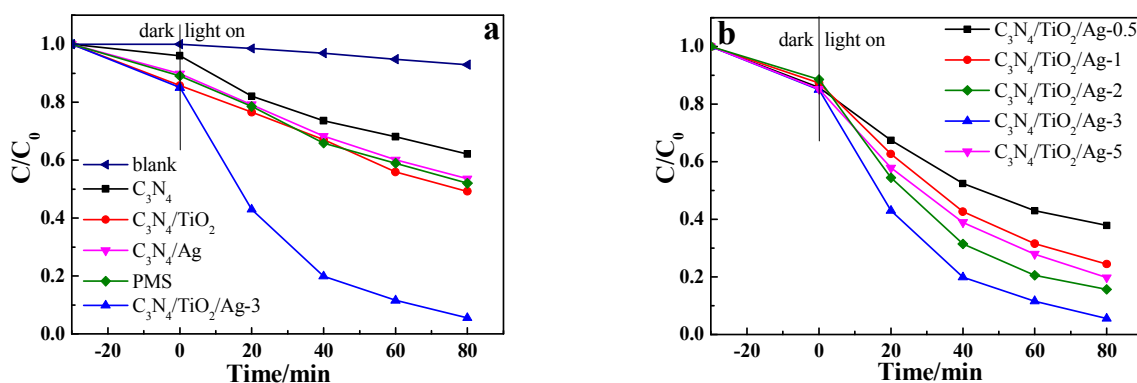 a
dark light on
1.0
0.8
0.6
0.4
0.2
0.0
C/C₀
blank
C₃N₄
C₃N₄/TiO₂
C₃N₄/Ag
PMS
C₃N₄/TiO₂/Ag-3
-20 0 20 40 60 80
Time/min
b
dark light on
1.0
0.8
0.6
0.4
0.2
0.0
C/C₀
C₃N₄/TiO₂/Ag-0.5
C₃N₄/TiO₂/Ag-1
C₃N₄/TiO₂/Ag-2
C₃N₄/TiO₂/Ag-3
C₃N₄/TiO₂/Ag-5
-20 0 20 40 60 80
Time/min